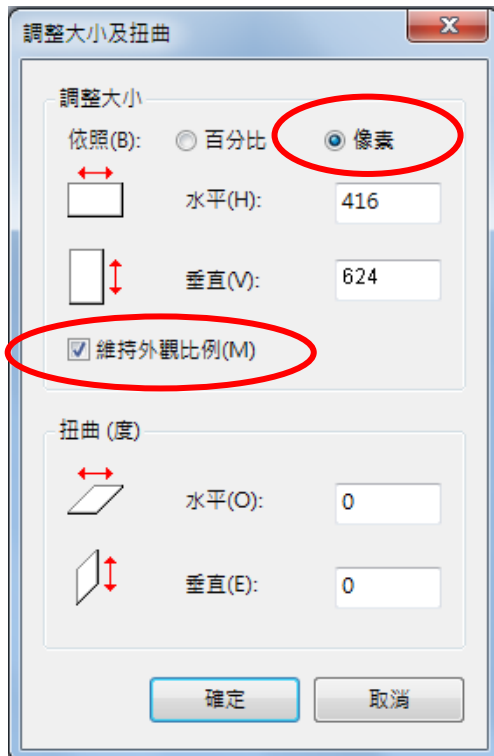 調整大小及扭曲
調整大小
依照(B): 百分比 像素
水平(H): 416
垂直(V): 624
維持外觀比例(M)
扭曲 (度)
水平(O): 0
垂直(E): 0
確定 取消